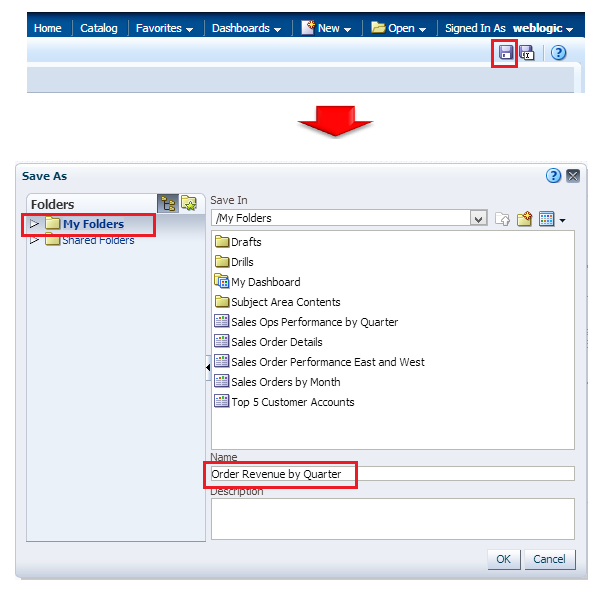 Home Catalog Favorites Dashboards New Open Signed In As weblogic
Save As
Folders
My Folders
Shared Folders
Save In
/My Folders
Drafts
Drills
My Dashboard
Subject Area Contents
Sales Ops Performance by Quarter
Sales Order Details
Sales Order Performance East and West
Sales Orders by Month
Top 5 Customer Accounts
Name
Order Revenue by Quarter
Description
OK Cancel